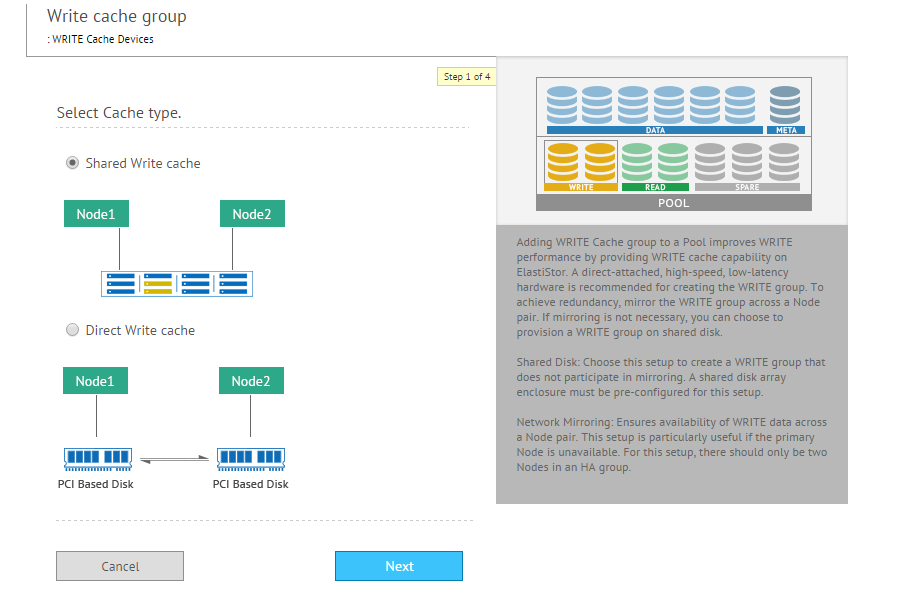 Write cache group
: WRITE Cache Devices
Step 1 of 4
Select Cache type.
Shared Write cache
Node1 Node2
Direct Write cache
Node1 Node2
PCI Based Disk PCI Based Disk
Cancel Next
DATA META
WRITE READ SPARE
POOL
Adding WRITE Cache group to a Pool improves WRITE
performance by providing WRITE cache capability on
ElastiStor. A direct-attached, high-speed, low-latency
hardware is recommended for creating the WRITE group. To
achieve redundancy, mirror the WRITE group across a Node
pair. If mirroring is not necessary, you can choose to
provision a WRITE group on shared disk.
Shared Disk: Choose this setup to create a WRITE group that
does not participate in mirroring. A shared disk array
enclosure must be pre-configured for this setup.
Network Mirroring: Ensures availability of WRITE data across
a Node pair. This setup is particularly useful if the primary
Node is unavailable. For this setup, there should only be two
Nodes in an HA group.